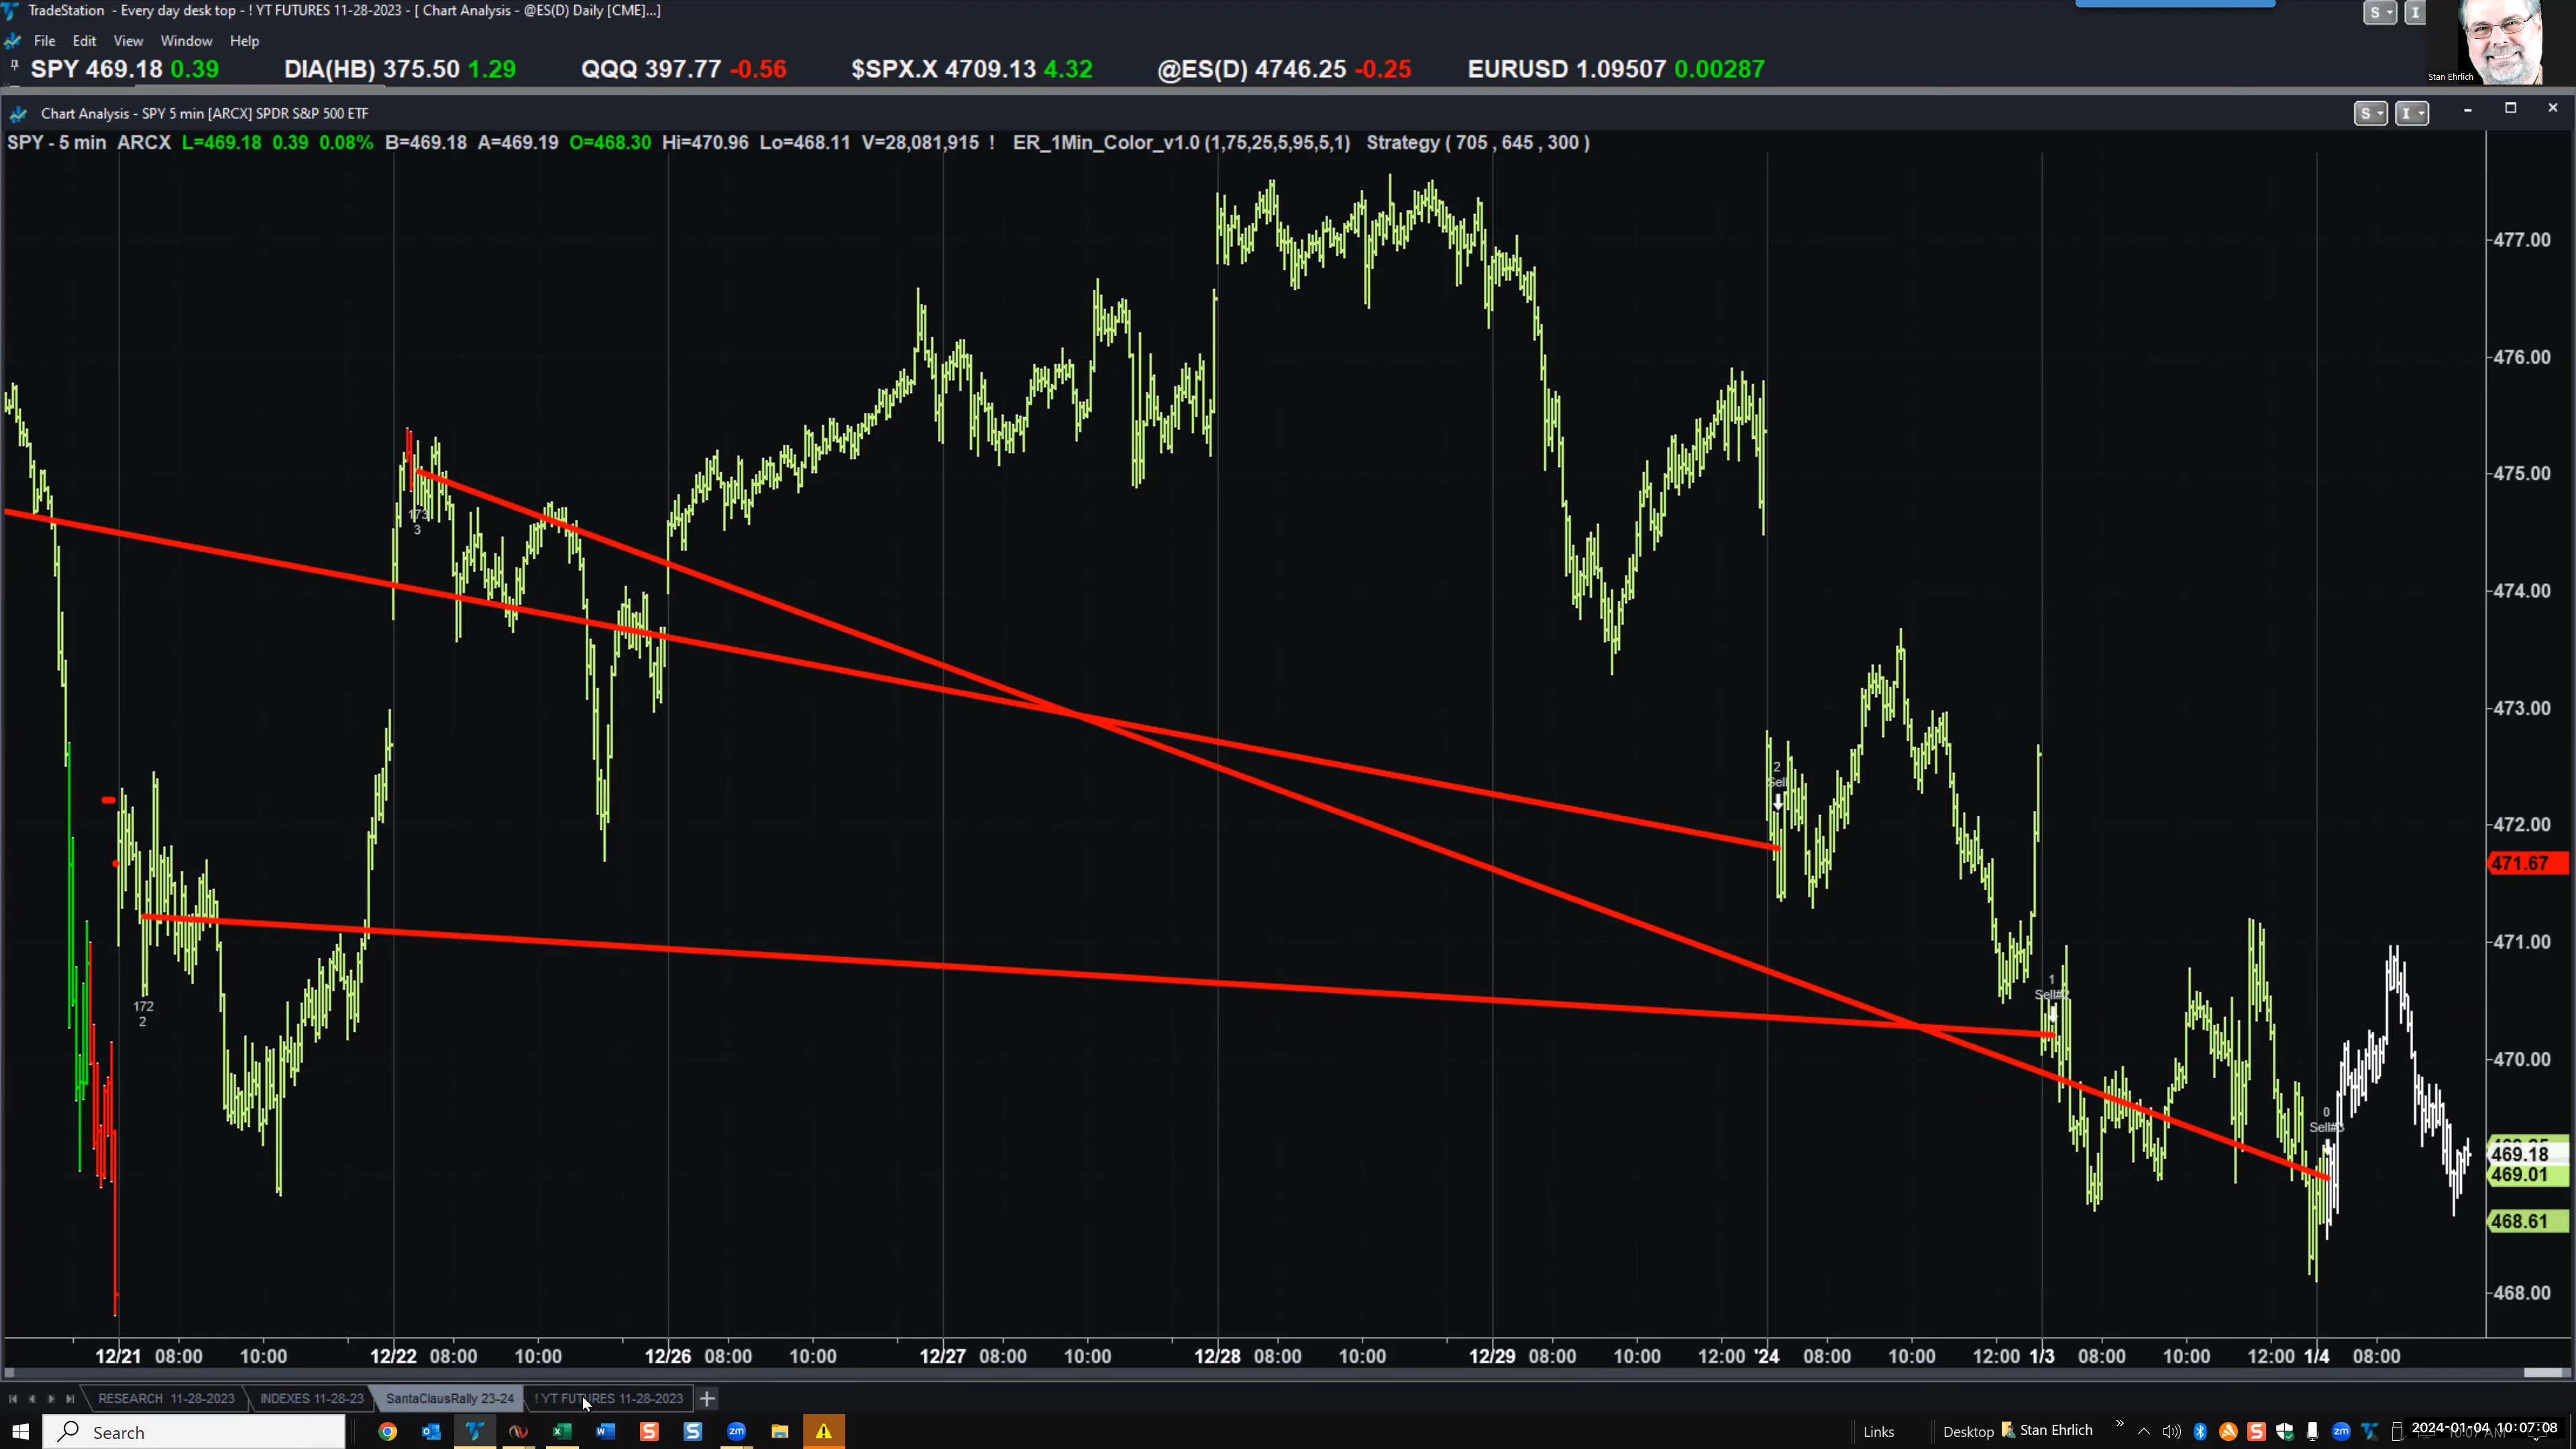 TradeStation - Every day desk top - ! YT FUTURES 11-28-2023 - [ Chart Analysis - @ES(D) Daily [CME]...]
S I
File Edit View Window Help
SPY 469.18 0.39 DIA(HB) 375.50 1.29 QQQ 397.77 -0.56 $SPX.X 4709.13 4.32 @ES(D) 4746.25 -0.25 EURUSD 1.09507 0.00287
Stan Ehrlich
Chart Analysis - SPY 5 min [ARCX] SPDR S&P 500 ETF
S I
SPY - 5 min ARCX L=469.18 0.39 0.08% B=469.18 A=469.19 O=468.30 Hi=470.96 Lo=468.11 V=28,081,915 ! ER_1Min_Color_v1.0 (1,75,25,5,95,5,1) Strategy ( 705 , 645 , 300 )
477.00
476.00
475.00
173
3
474.00
473.00
2
Sell
472.00
471.67
471.00
1
Sell#2
172
2
470.00
0
Sell#3
469.18
469.01
468.61
468.00
12/21 08:00 10:00 12/22 08:00 10:00 12/26 08:00 10:00 12/27 08:00 10:00 12/28 08:00 10:00 12/29 08:00 10:00 12:00 '24 08:00 10:00 12:00 1/3 08:00 10:00 12:00 1/4 08:00
RESEARCH 11-28-2023 INDEXES 11-28-23 SantaClausRally 23-24 ! YT FUTURES 11-28-2023 +
Search
Links Desktop Stan Ehrlich
2024-01-04 10:07:08